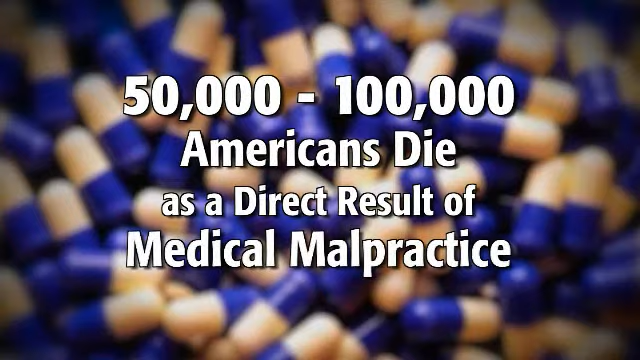 50,000 - 100,000
Americans Die
as a Direct Result of
Medical Malpractice